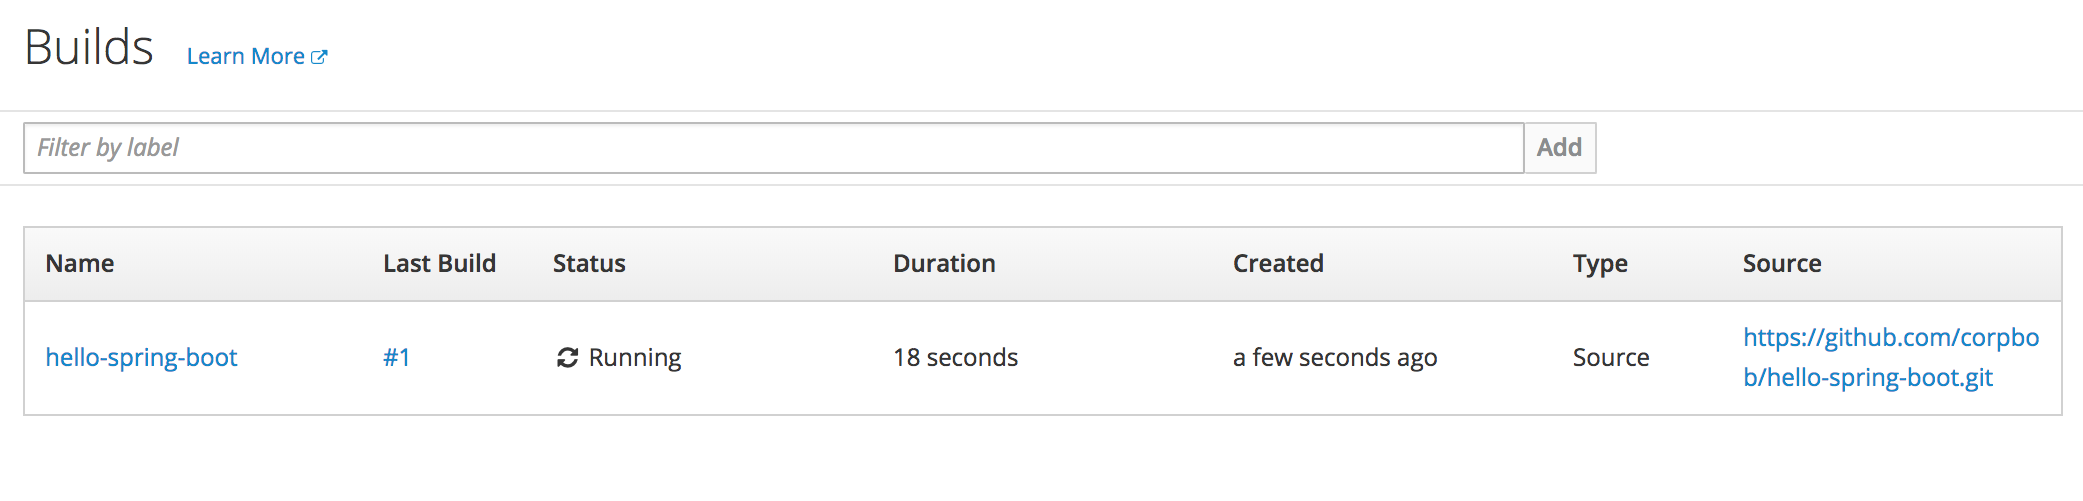 Builds Learn More
Filter by label Add
Name Last Build Status Duration Created Type Source
hello-spring-boot #1 Running 18 seconds a few seconds ago Source https://github.com/corpbo
b/hello-spring-boot.git